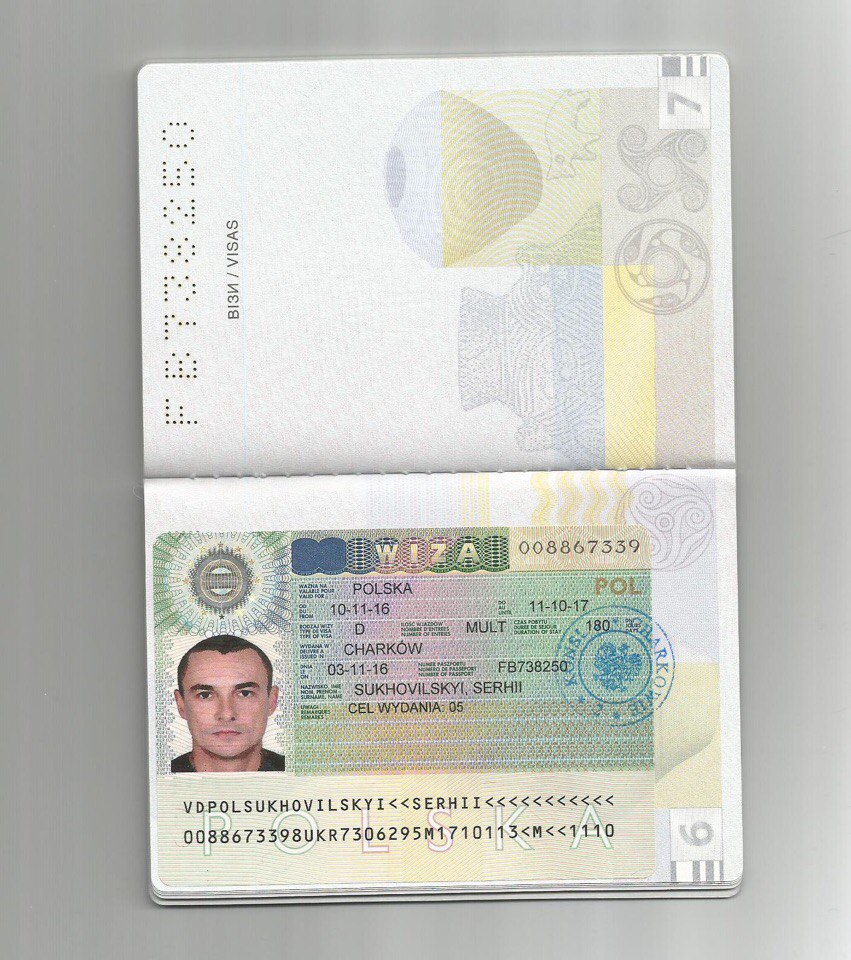 FB738250
ВІЗИ / VISAS
7
WIZA 008867339
POL
WAŻNA NA
VALABLE POUR
VALID FOR
POLSKA
OD
DU
FROM
10-11-16
DO
AU
UNTIL
11-10-17
RODZAJ WIZY
TYPE DE VISA
TYPE OF VISA
D
ILOŚĆ WJAZDÓW
NOMBRE D'ENTREES
NUMBER OF ENTRIES
MULT
CZAS POBYTU
DUREE DE SEJOUR
DURATION OF STAY
180
WYDANA W
DELIVRE A
ISSUED IN
CHARKÓW
DNIA
LE
ON
03-11-16
NUMER PASZPORTU
NUMERO DE PASSEPORT
NUMBER OF PASSPORT
FB738250
NAZWISKO, IMIĘ
NOM, PRENOM
SURNAME, NAME
SUKHOVILSKYI, SERHII
UWAGI
REMARQUES
REMARKS
CEL WYDANIA: 05
VDPOLSUKHOVILSKYI<<SERHII<<<<<<<<<<<
0088673398UKR7306295M1710113<M<<1110
POLSKA
6